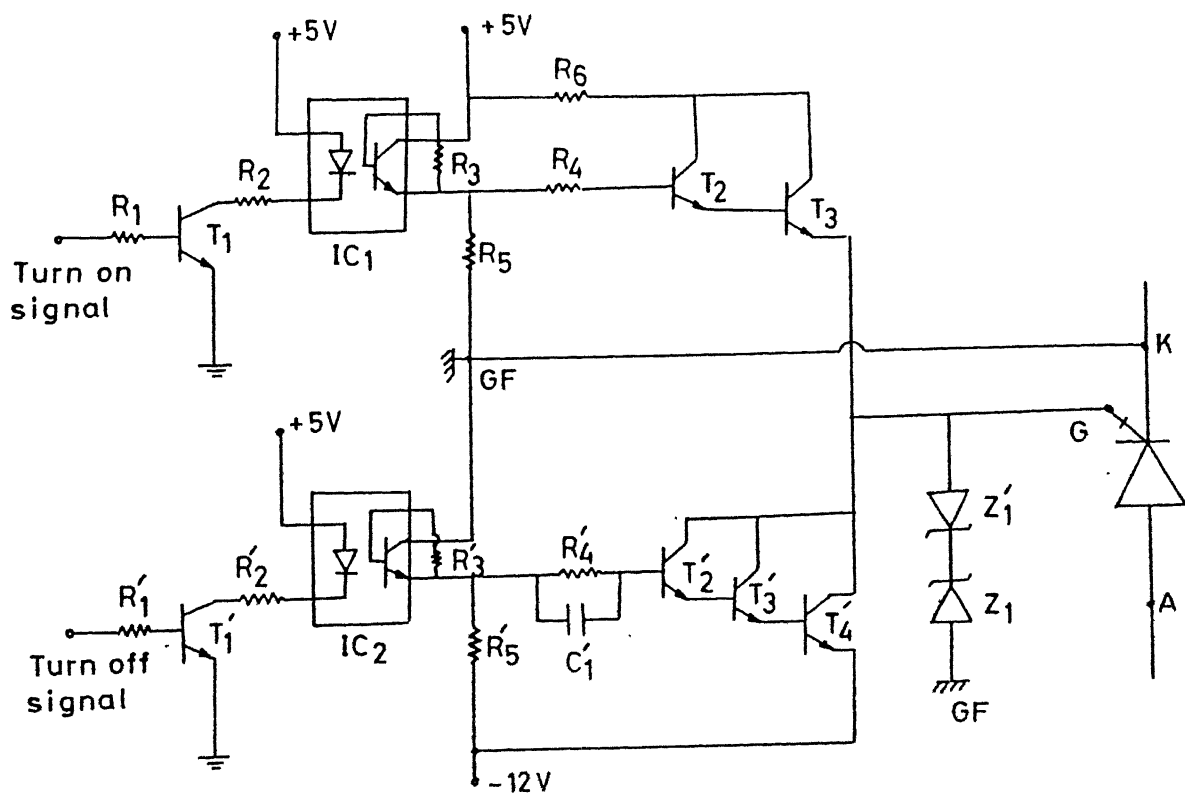 +5V
+5V
R6
R2
R3
R4
T2
R1
T1
T3
IC1
R5
Turn on
signal
K
GF
+5V
G
R'3
R'4
Z'1
R'2
T'2
R'1
T'3
A
T'1
T'4
Z1
IC2
R'5
C'1
Turn off
signal
GF
-12V